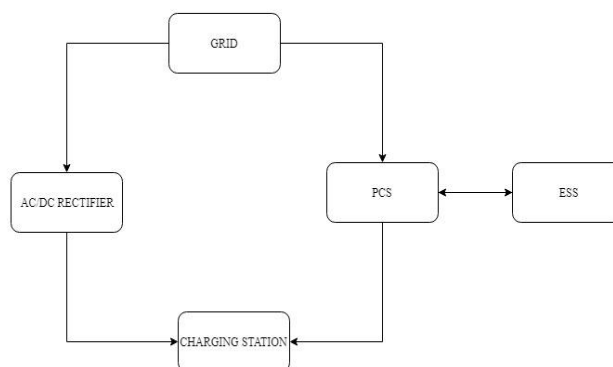 GRID
AC/DC RECTIFIER
PCS
ESS
CHARGING STATION